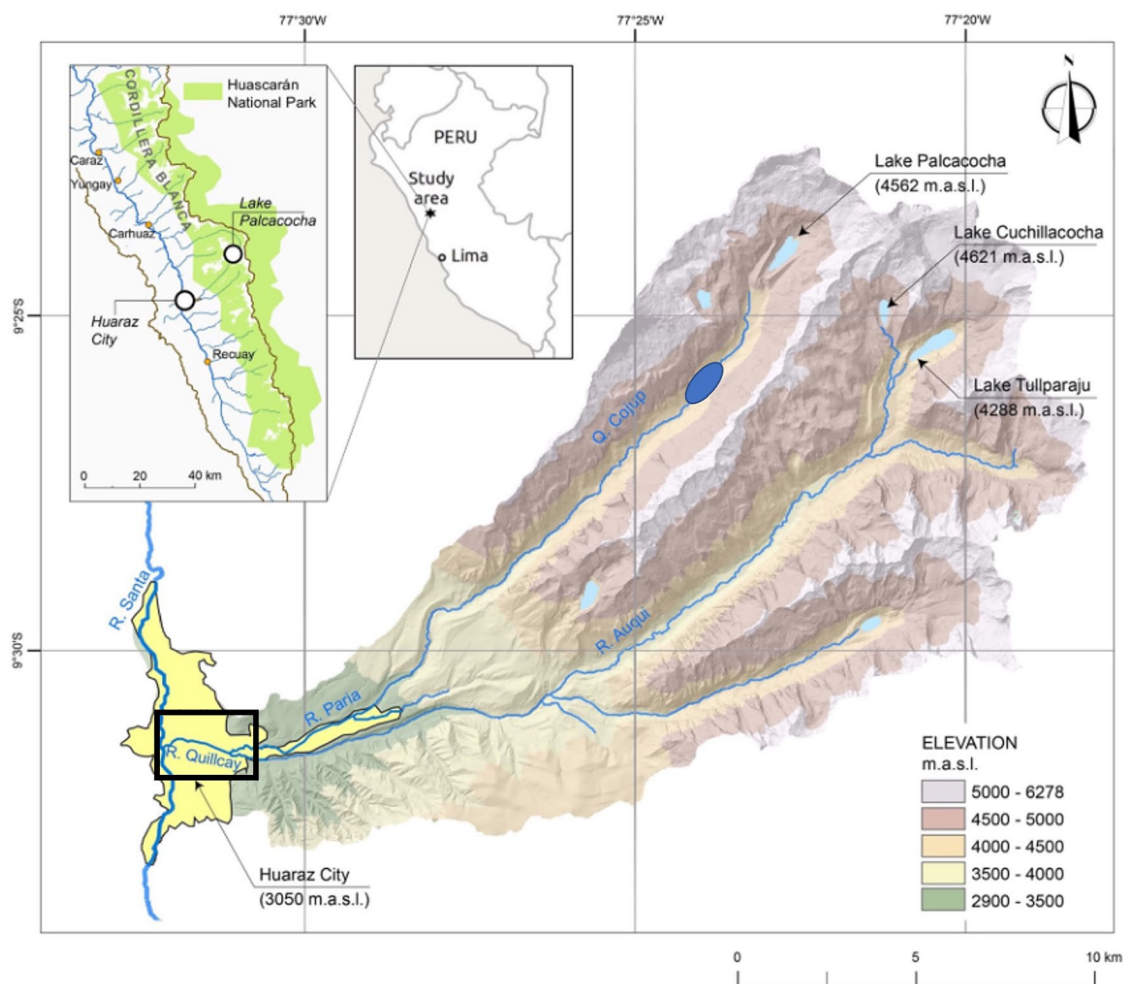 77°30'W
77°25'W
77°20'W
9°25'S
9°30'S
CORDILLERA BLANCA
Huascarán
National Park
Caraz
Yungay
Carhuaz
Lake
Palcacocha
Huaraz
City
Recuay
0 20 40 km
PERU
Study
area
Lima
N
Lake Palcacocha
(4562 m.a.s.l.)
Lake Cuchillacocha
(4621 m.a.s.l.)
Lake Tullparaju
(4288 m.a.s.l.)
Q. Cojup
R. Santa
R. Auqui
R. Paria
R. Quillcay
Huaraz City
(3050 m.a.s.l.)
ELEVATION
m.a.s.l.
5000 - 6278
4500 - 5000
4000 - 4500
3500 - 4000
2900 - 3500
0 5 10 km